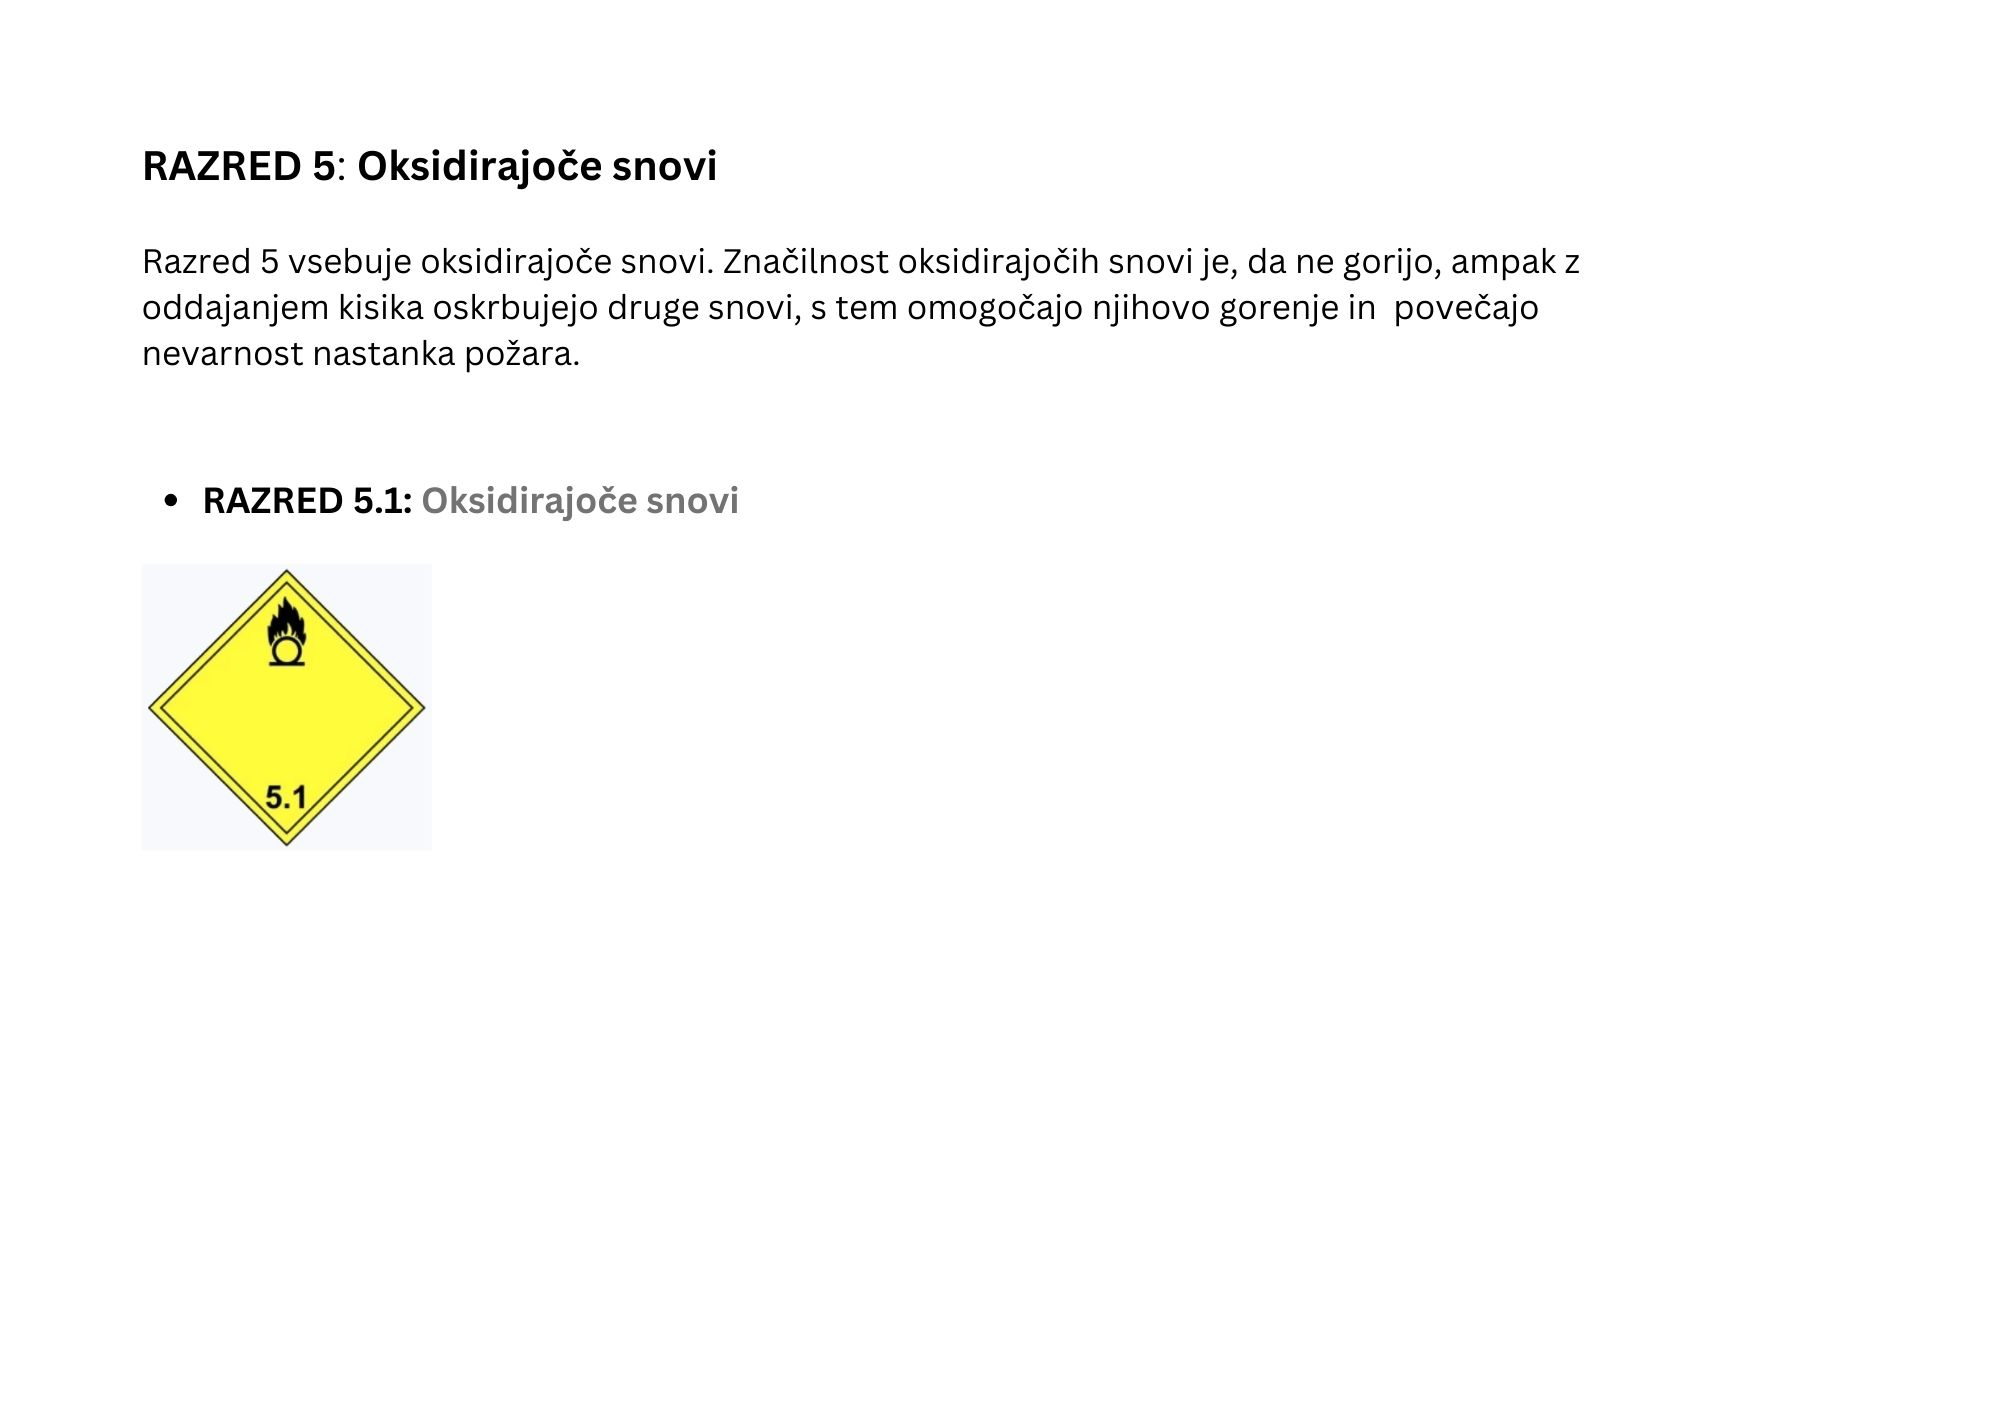 RAZRED 5: Oksidirajoče snovi
Razred 5 vsebuje oksidirajoče snovi. Značilnost oksidirajočih snovi je, da ne gorijo, ampak z
oddajanjem kisika oskrbujejo druge snovi, s tem omogočajo njihovo gorenje in  povečajo
nevarnost nastanka požara.
• RAZRED 5.1: Oksidirajoče snovi
5.1